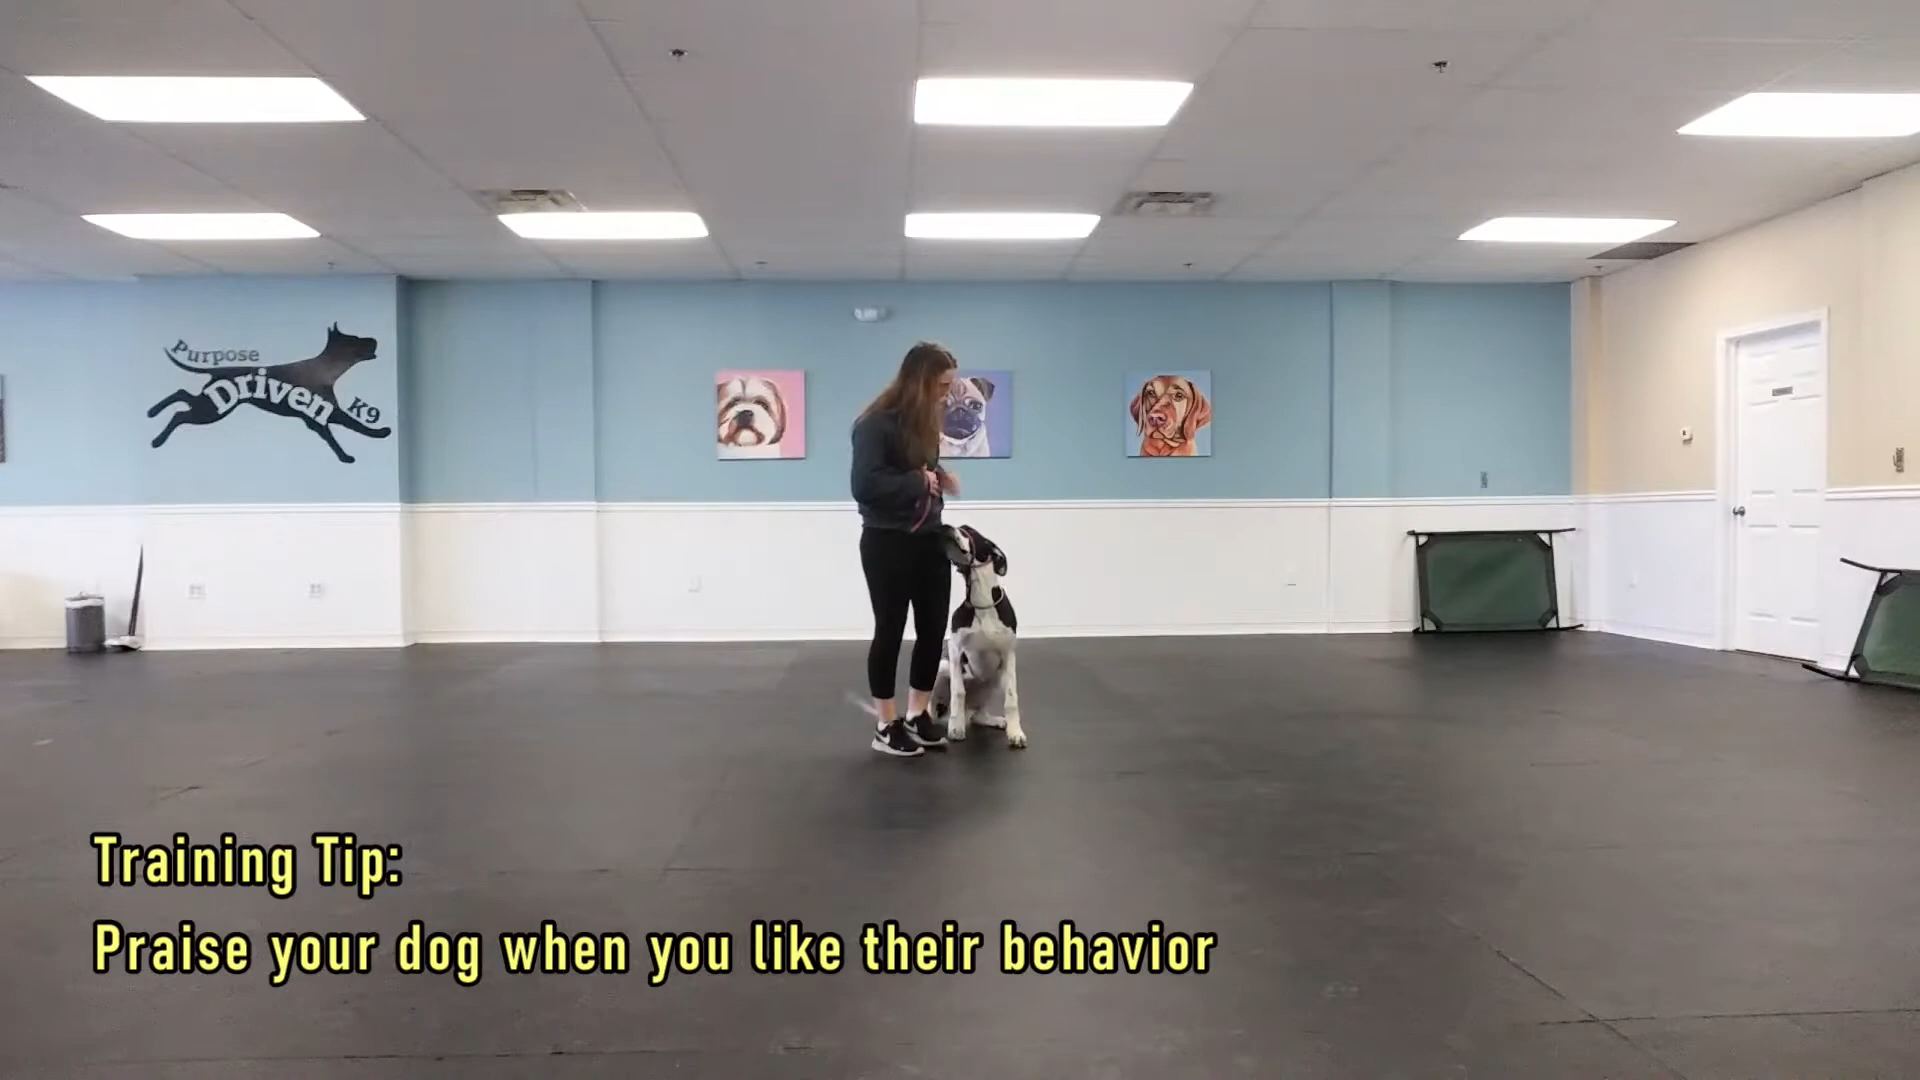 Purpose
Driven
K9
Training Tip:
Praise your dog when you like their behavior